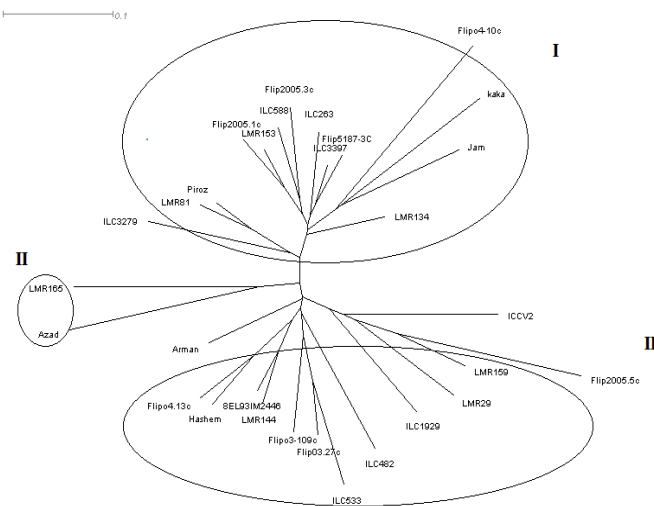 0.1
Flipo4-10c
I
kaka
Flip2005.3c
ILC588
ILC263
Flip2005.1c
LMR153
Flip5187-3C
ILC3397
Jam
Piroz
LMR81
LMR134
ILC3279
II
LMR165
Azad
ICCV2
Arman
II
LMR159
Flip2005.5c
LMR29
Flipo4.13c
8EL93IM2446
Hashem
LMR144
ILC1929
Flipo3-109c
Flip03.27c
ILC482
ILC533